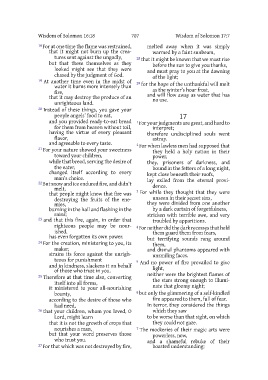 Wisdom of Solomon 16:18 787 Wisdom of Solomon 17:7
18 For at one time the flame was restrained,
that it might not burn up the crea-
tures sent against the ungodly,
but that these themselves as they
looked might see that they were
chased by the judgment of God.
19 At another time even in the midst of
water it burns more intensely than
fire,
that it may destroy the produce of an
unrighteous land.
20 Instead of these things, you gave your
people angels' food to eat,
and you provided ready-to-eat bread
for them from heaven without toil,
having the virtue of every pleasant
flavor,
and agreeable to every taste.
21 For your nature showed your sweetness
toward your children,
while that bread, serving the desire of
the eater,
changed itself according to every
man's choice.
22 But snow and ice endured fire, and didn't
melt,
that people might know that fire was
destroying the fruits of the ene-
mies,
burning in the hail and flashing in the
rains;
23 and that this fire, again, in order that
righteous people may be nour-
ished,
has even forgotten its own power.
24 For the creation, ministering to you, its
maker,
strains its force against the unrigh-
teous for punishment
and in kindness, slackens it on behalf
of those who trust in you.
25 Therefore at that time also, converting
itself into all forms,
it ministered to your all-nourishing
bounty,
according to the desire of those who
had need,
26 that your children, whom you loved, O
Lord, might learn
that it is not the growth of crops that
nourishes a man,
but that your word preserves those
who trust you.
27 For that which was not destroyed by fire,
melted away when it was simply
warmed by a faint sunbeam,
28 that it might be known that we must rise
before the sun to give you thanks,
and must pray to you at the dawning
of the light;
29 for the hope of the unthankful will melt
as the winter's hoar frost,
and will flow away as water that has
no use.
17
1 For your judgments are great, and hard to
interpret;
therefore undisciplined souls went
astray.
2 For when lawless men had supposed that
they held a holy nation in their
power,
they, prisoners of darkness, and
bound in the fetters of a long night,
kept close beneath their roofs,
lay exiled from the eternal provi-
dence.
3 For while they thought that they were
unseen in their secret sins,
they were divided from one another
by a dark curtain of forgetfulness,
stricken with terrible awe, and very
troubled by apparitions.
4 For neither did the dark recesses that held
them guard them from fears,
but terrifying sounds rang around
them,
and dismal phantoms appeared with
unsmiling faces.
5 And no power of fire prevailed to give
light,
neither were the brightest flames of
the stars strong enough to illumi-
nate that gloomy night;
6 but only the glimmering of a self-kindled
fire appeared to them, full of fear.
In terror, they considered the things
which they saw
to be worse than that sight, on which
they could not gaze.
7 The mockeries of their magic arts were
powerless, now,
and a shameful rebuke of their
boasted understanding: